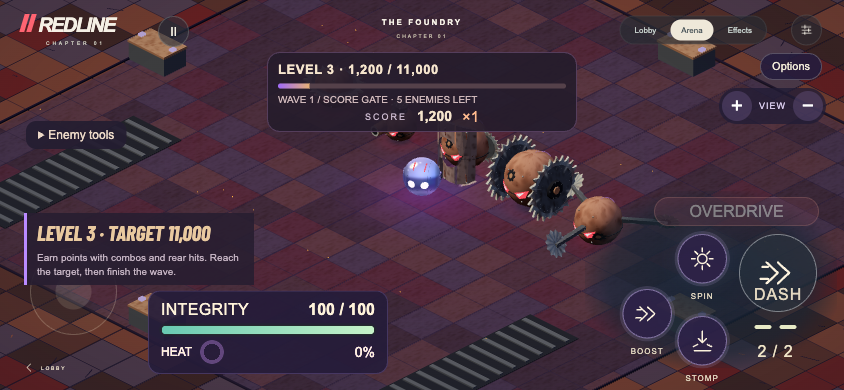 REDLINE
CHAPTER 01
THE FOUNDRY
CHAPTER 01
Lobby Arena Effects
Options
LEVEL 3 · 1,200 / 11,000
WAVE 1 / SCORE GATE · 5 ENEMIES LEFT
SCORE 1,200 ×1
+ VIEW −
Enemy tools
LEVEL 3 · TARGET 11,000
Earn points with combos and rear hits. Reach
the target, then finish the wave.
OVERDRIVE
SPIN
DASH
BOOST
2 / 2
STOMP
INTEGRITY 100 / 100
HEAT 0%
LOBBY